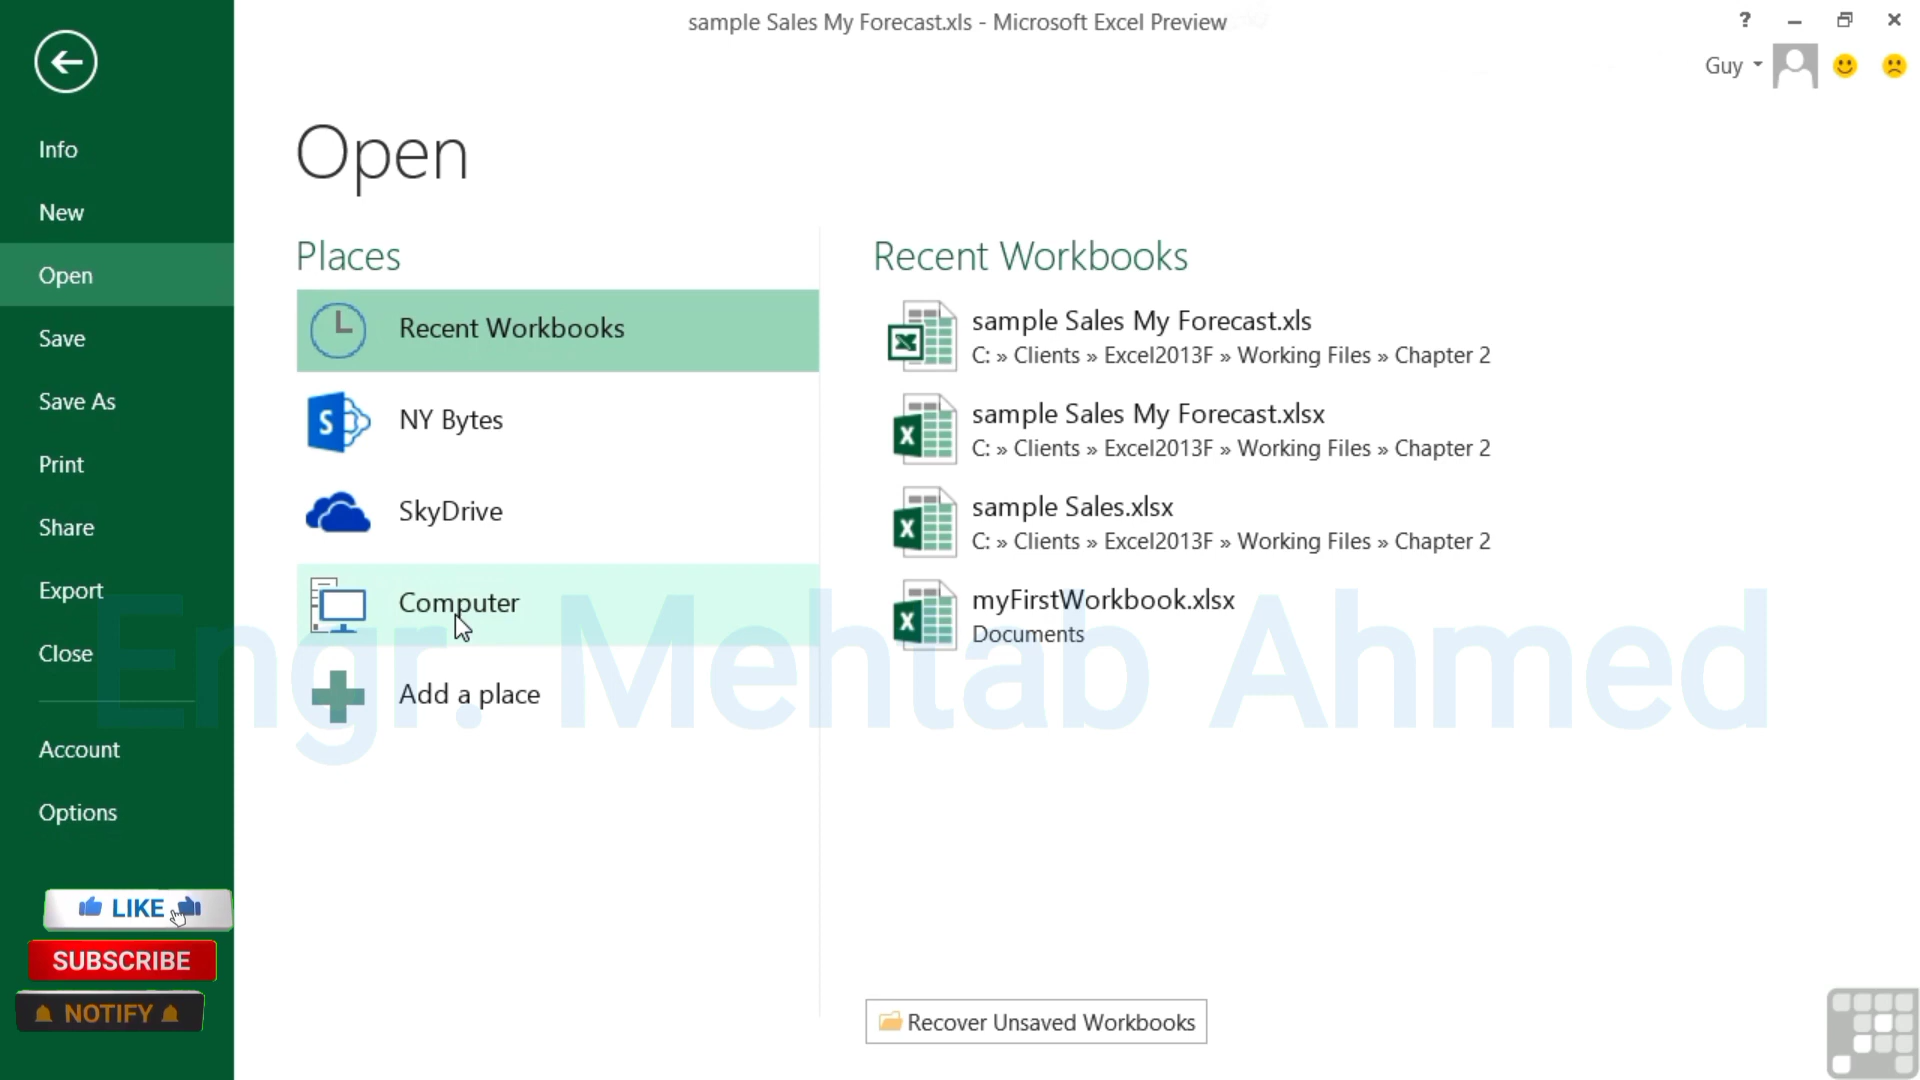 sample Sales My Forecast.xls - Microsoft Excel Preview
?
Guy
Info
New
Open
Save
Save As
Print
Share
Export
Close
Account
Options
Open
Places
Recent Workbooks
NY Bytes
SkyDrive
Computer
Add a place
Recent Workbooks
sample Sales My Forecast.xls
C: » Clients » Excel2013F » Working Files » Chapter 2
sample Sales My Forecast.xlsx
C: » Clients » Excel2013F » Working Files » Chapter 2
sample Sales.xlsx
C: » Clients » Excel2013F » Working Files » Chapter 2
myFirstWorkbook.xlsx
Documents
Engr. Mehtab Ahmed
LIKE
SUBSCRIBE
NOTIFY
Recover Unsaved Workbooks